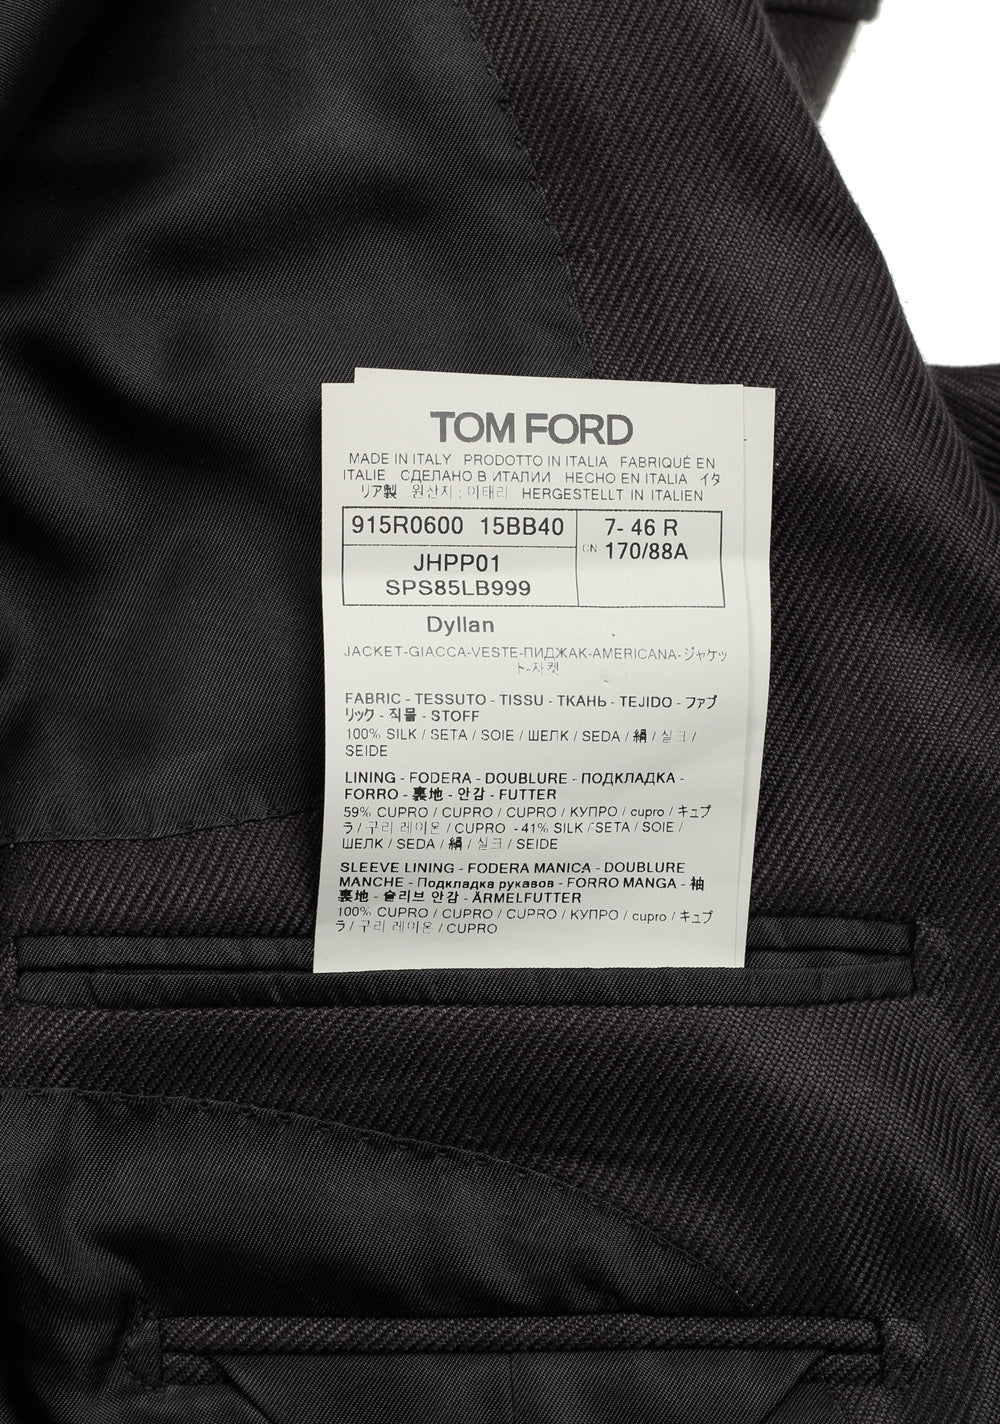 TOM FORD
MADE IN ITALY PRODOTTO IN ITALIA FABRIQUÉ EN
ITALIE СДЕЛАНО В ИТАЛИИ HECHO EN ITALIA イタ
リア製 원산지 : 이태리 HERGESTELLT IN ITALIEN
915R0600 15BB40
JHPP01
SPS85LB999
7- 46 R
CN 170/88A
Dyllan
JACKET-GIACCA-VESTE-ПИДЖАК-AMERICANA-ジャケッ
ト-자켓
FABRIC - TESSUTO - TISSU - ТКАНЬ - TEJIDO - ファブ
リック - 직물 - STOFF
100% SILK / SETA / SOIE / ШЕЛК / SEDA / 絹 / 실크 /
SEIDE
LINING - FODERA - DOUBLURE - ПОДКЛАДКА -
FORRO - 裏地 - 안감 - FUTTER
59% CUPRO / CUPRO / CUPRO / КУПРО / cupro / キュプ
ラ / 구리 레이온 / CUPRO - 41% SILK / SETA / SOIE /
ШЕЛК / SEDA / 絹 / 실크 / SEIDE
SLEEVE LINING - FODERA MANICA - DOUBLURE
MANCHE - Подкладка рукавов - FORRO MANGA - 袖
裏地 - 슬리브 안감 - ÄRMELFUTTER
100% CUPRO / CUPRO / CUPRO / КУПРО / cupro / キュプ
ラ / 구리 레이온 / CUPRO